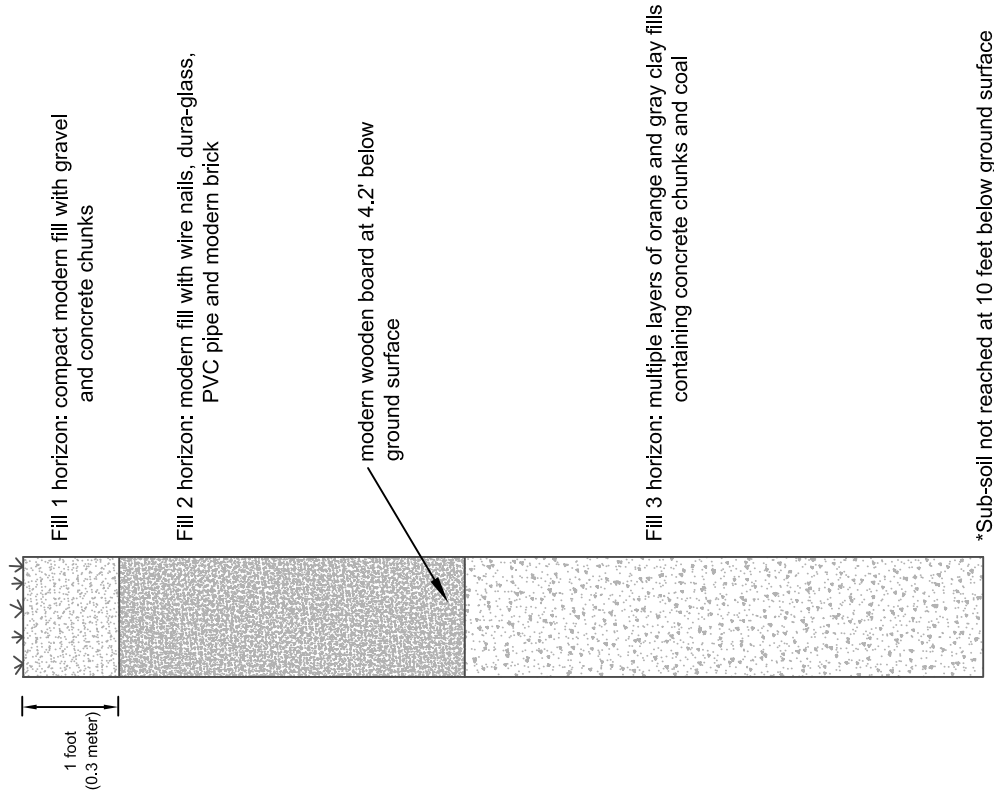 Fill 1 horizon: compact modern fill with gravel
and concrete chunks
Fill 2 horizon: modern fill with wire nails, dura-glass,
PVC pipe and modern brick
modern wooden board at 4.2' below
ground surface
Fill 3 horizon: multiple layers of orange and gray clay fills
containing concrete chunks and coal
*Sub-soil not reached at 10 feet below ground surface
1 foot
(0.3 meter)